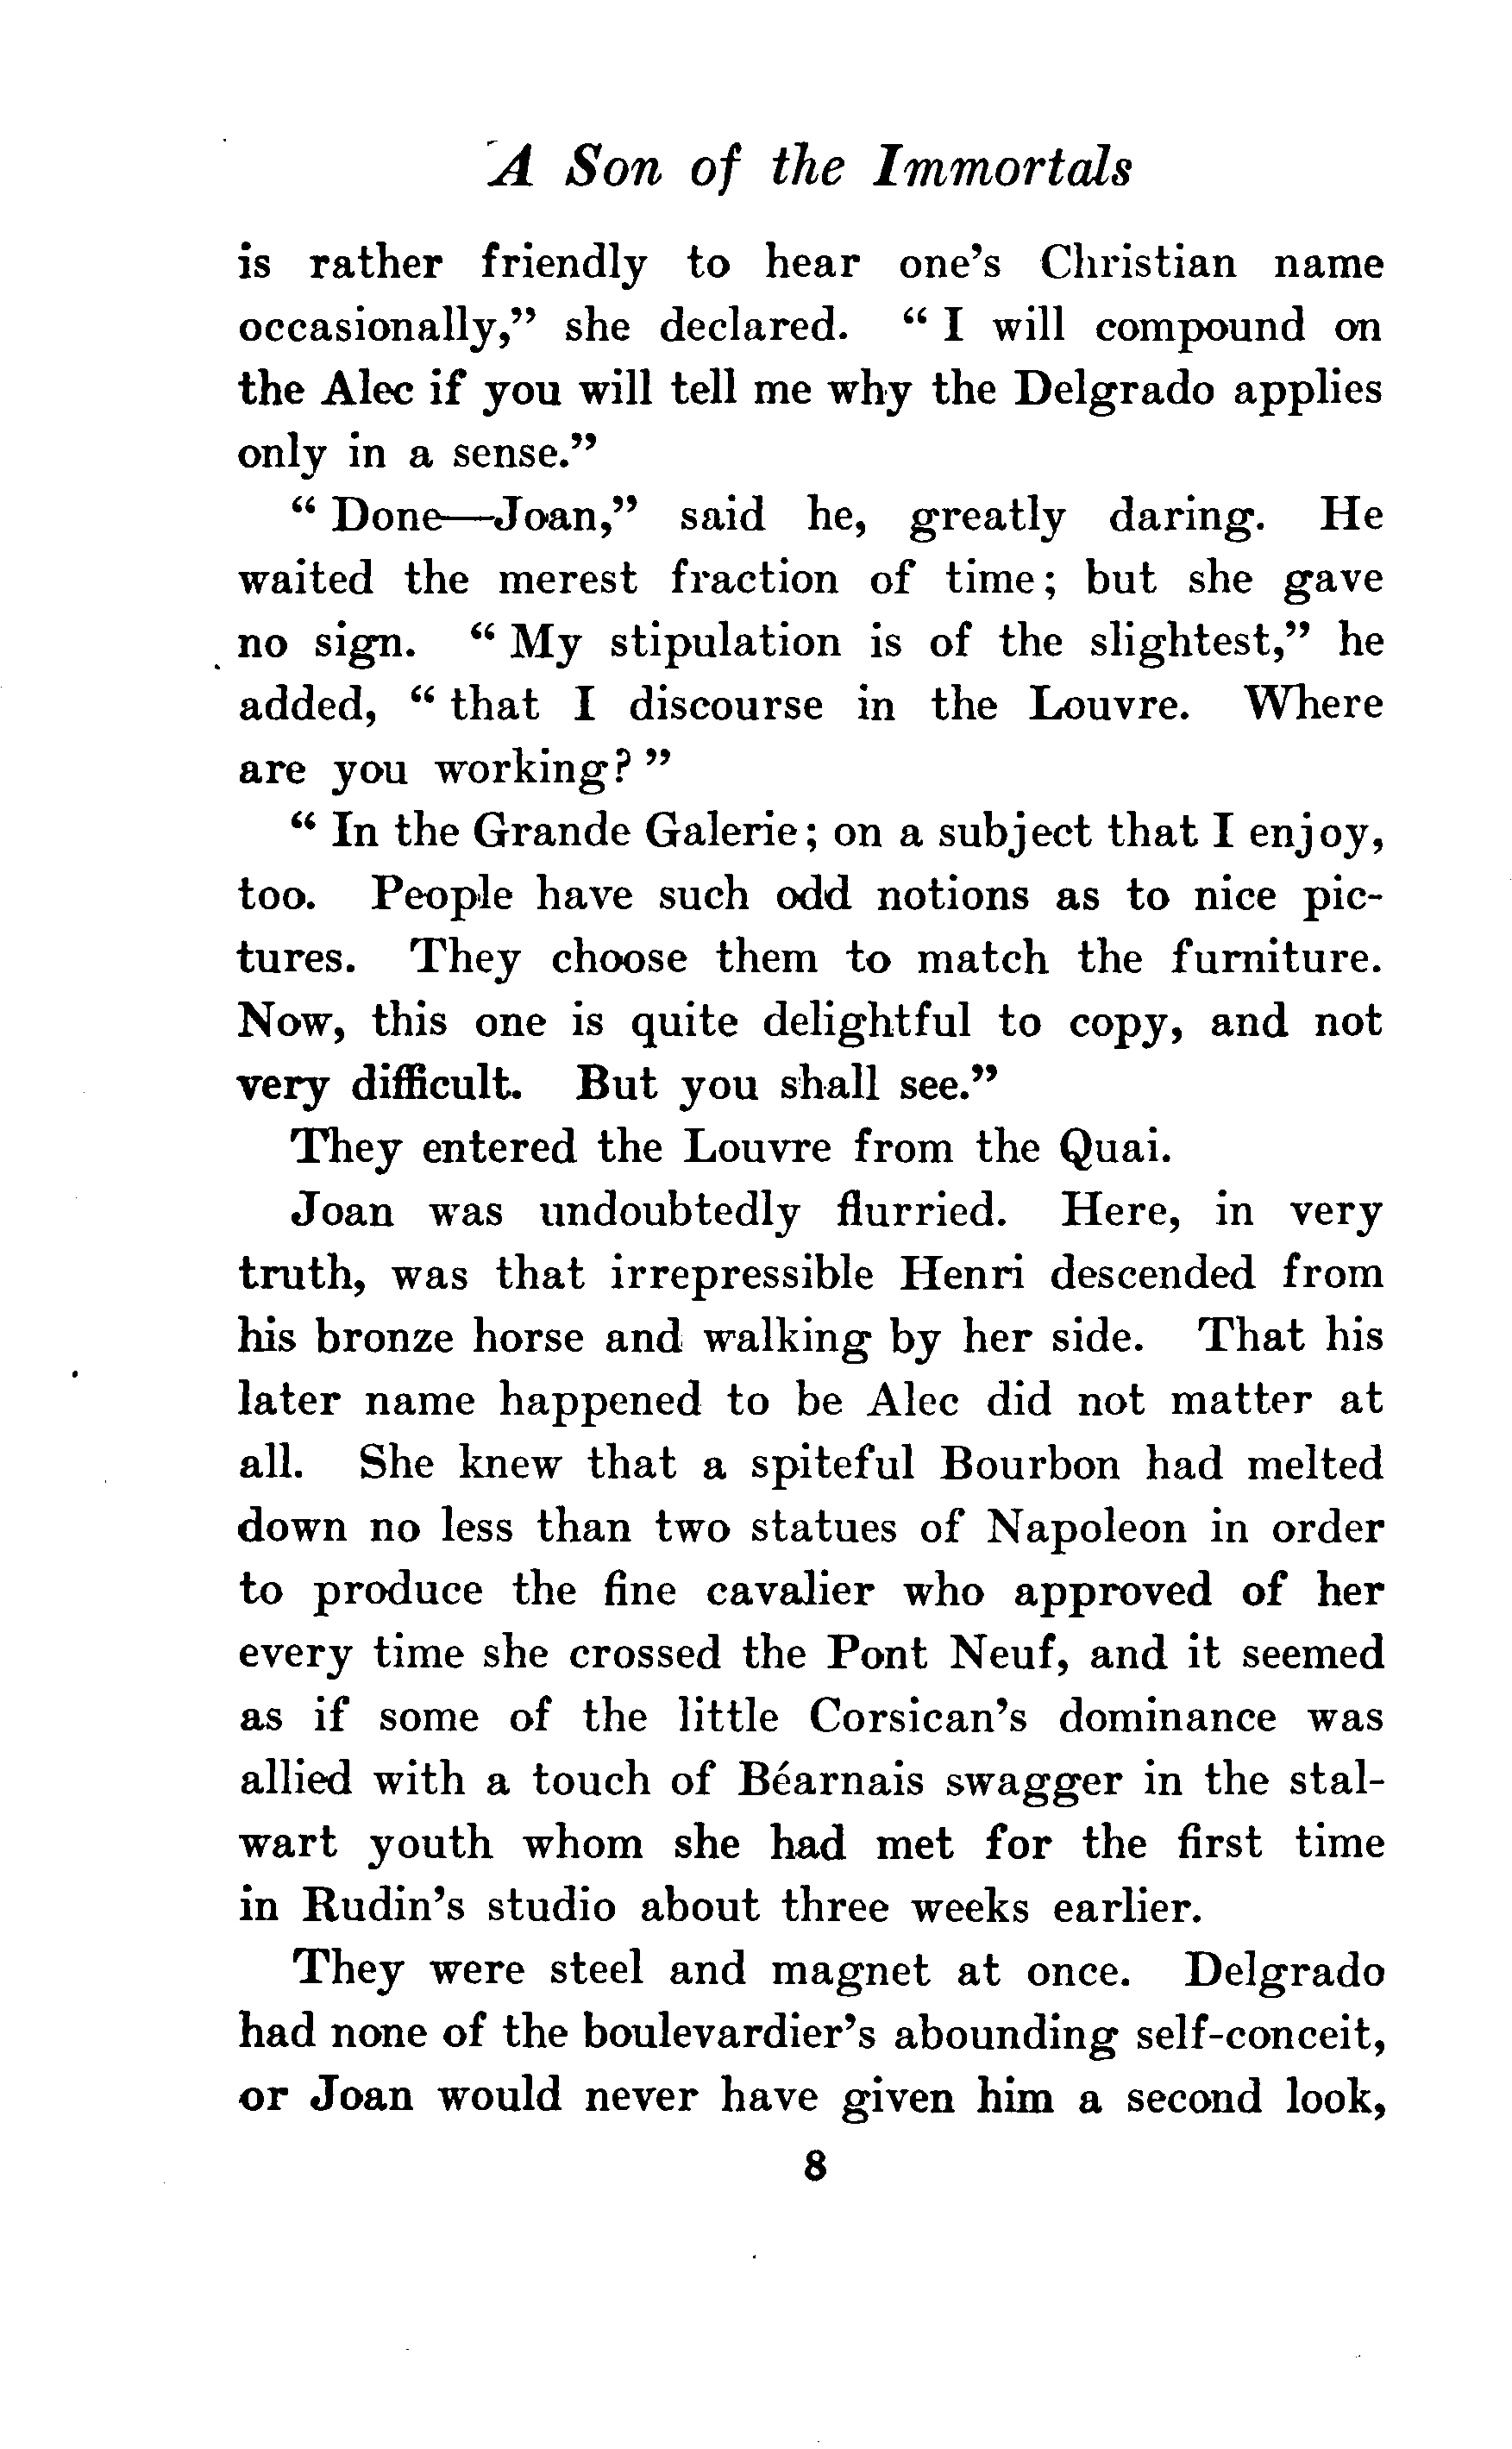 A Son of the Immortals
is rather friendly to hear one's Christian name
occasionally," she declared. " I will compound on
the Alec if you will tell me why the Delgrado applies
only in a sense."
" Done—Joan," said he, greatly daring. He
waited the merest fraction of time; but she gave
no sign. " My stipulation is of the slightest," he
added, " that I discourse in the Louvre. Where
are you working? "
" In the Grande Galerie; on a subject that I enjoy,
too. People have such odd notions as to nice pic-
tures. They choose them to match the furniture.
Now, this one is quite delightful to copy, and not
very difficult. But you shall see."
They entered the Louvre from the Quai.
Joan was undoubtedly flurried. Here, in very
truth, was that irrepressible Henri descended from
his bronze horse and walking by her side. That his
later name happened to be Alec did not matter at
all. She knew that a spiteful Bourbon had melted
down no less than two statues of Napoleon in order
to produce the fine cavalier who approved of her
every time she crossed the Pont Neuf, and it seemed
as if some of the little Corsican's dominance was
allied with a touch of Béarnais swagger in the stal-
wart youth whom she had met for the first time
in Rudin's studio about three weeks earlier.
They were steel and magnet at once. Delgrado
had none of the boulevardier's abounding self-conceit,
or Joan would never have given him a second look,
8